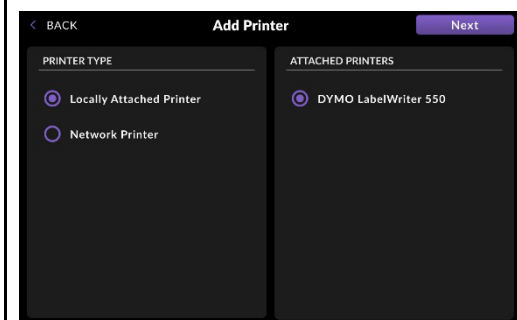 BACK
Add Printer
Next
PRINTER TYPE
Locally Attached Printer
Network Printer
ATTACHED PRINTERS
DYMO LabelWriter 550